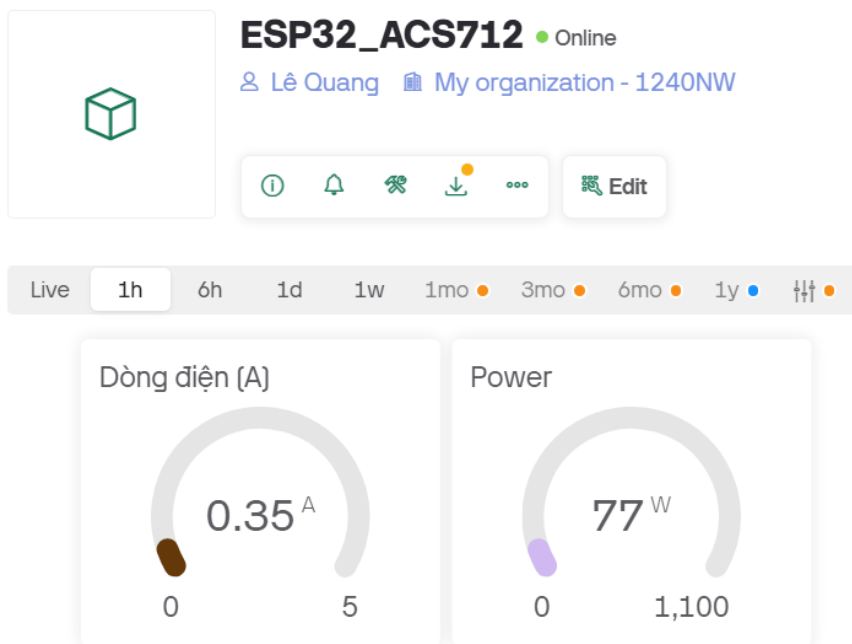 ESP32_ACS712 Online
Lê Quang My organization - 1240NW
Edit
Live 1h 6h 1d 1w 1mo 3mo 6mo 1y
Dòng điện (A)
0.35 A
0 5
Power
77 W
0 1,100